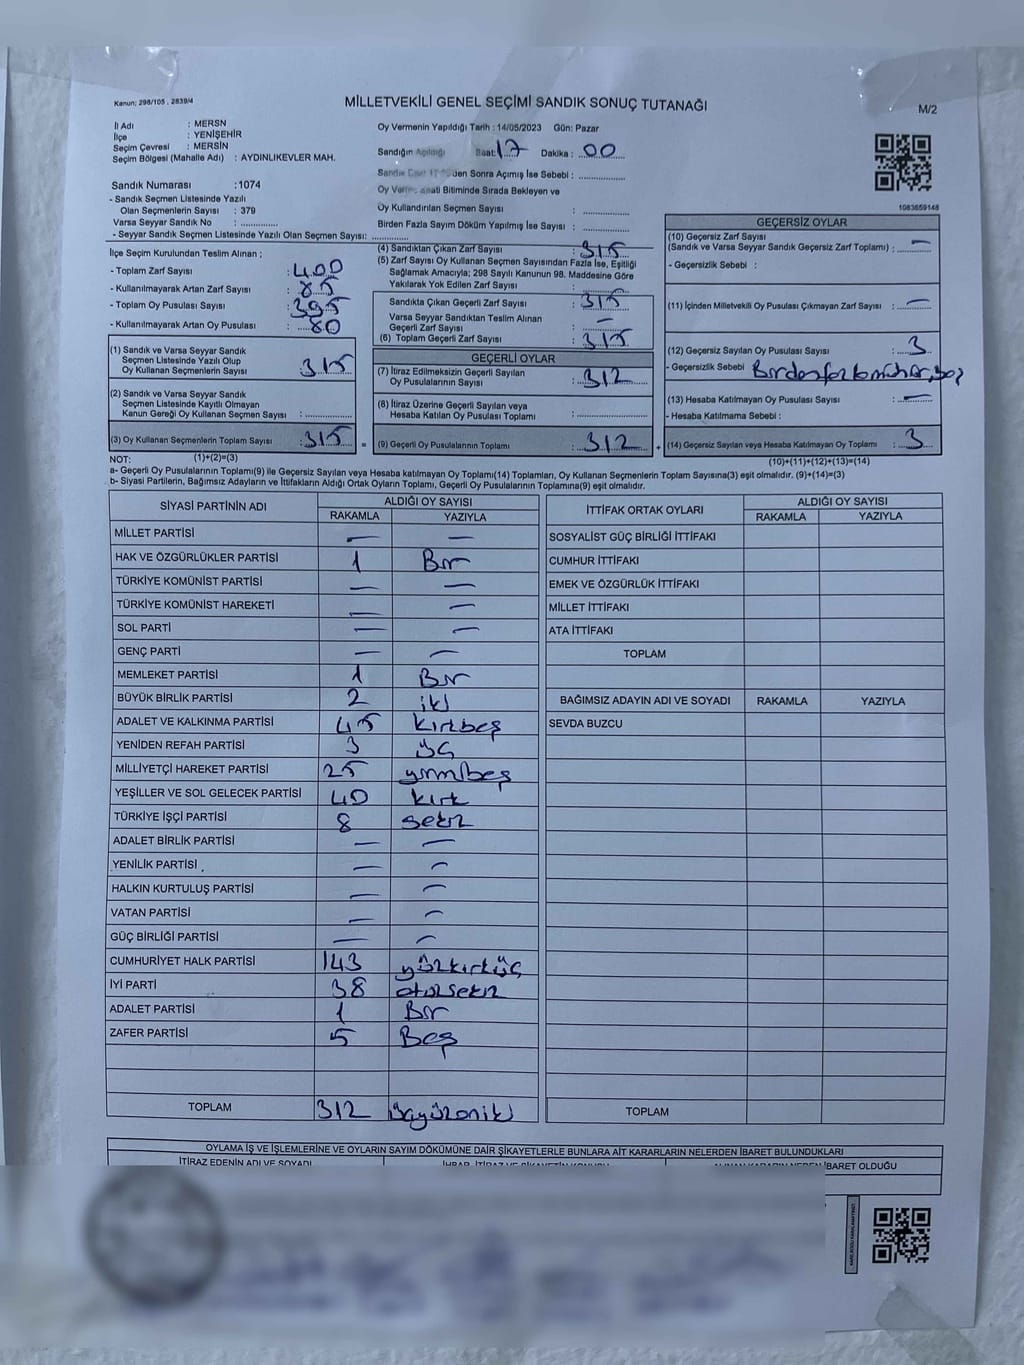 Kanun; 298/105 , 2839/4
MİLLETVEKİLİ GENEL SEÇİMİ SANDIK SONUÇ TUTANAĞI
M/2
İl Adı : MERSN
İlçe : YENİŞEHİR
Seçim Çevresi : MERSİN
Seçim Bölgesi (Mahalle Adı) : AYDINLIKEVLER MAH.
Sandık Numarası :1074
- Sandık Seçmen Listesinde Yazılı
Olan Seçmenlerin Sayısı : 379
Varsa Seyyar Sandık No :
- Seyyar Sandık Seçmen Listesinde Yazılı Olan Seçmen Sayısı:
İlçe Seçim Kurulundan Teslim Alınan ;
- Toplam Zarf Sayısı : 400
- Kullanılmayarak Artan Zarf Sayısı : 85
- Toplam Oy Pusulası Sayısı : 395
- Kullanılmayarak Artan Oy Pusulası : 80
(1) Sandık ve Varsa Seyyar Sandık
Seçmen Listesinde Yazılı Olup
Oy Kullanan Seçmenlerin Sayısı : 315
(2) Sandık ve Varsa Seyyar Sandık
Seçmen Listesinde Kayıtlı Olmayan
Kanun Gereği Oy Kullanan Seçmen Sayısı :
(3) Oy Kullanan Seçmenlerin Toplam Sayısı : 315 =
Oy Vermenin Yapıldığı Tarih : 14/05/2023 Gün: Pazar
Sandığın Açıldığı Saat: 17 Dakika : 00
den Sonra Açımış İse Sebebi :
Bitiminde Sırada Bekleyen ve
Oy Kullandırılan Seçmen Sayısı :
Birden Fazla Sayım Döküm Yapılmış İse Sayısı :
(4) Sandıktan Çıkan Zarf Sayısı : 315
(5) Zarf Sayısı Oy Kullanan Seçmen Sayısından Fazla İse, Eşitliği
Sağlamak Amacıyla; 298 Sayılı Kanunun 98. Maddesine Göre
Yakılarak Yok Edilen Zarf Sayısı :
Sandıkta Çıkan Geçerli Zarf Sayısı : 315
Varsa Seyyar Sandıktan Teslim Alınan
Geçerli Zarf Sayısı : —
(6) Toplam Geçerli Zarf Sayısı : 315
GEÇERLİ OYLAR
(7) İtiraz Edilmeksizin Geçerli Sayılan
Oy Pusulalarının Sayısı : 312
(8) İtiraz Üzerine Geçerli Sayılan veya
Hesaba Katılan Oy Pusulası Toplamı :
(9) Geçerli Oy Pusulalarının Toplamı : 312 +
1083659148
GEÇERSİZ OYLAR
(10) Geçersiz Zarf Sayısı
(Sandık ve Varsa Seyyar Sandık Geçersiz Zarf Toplamı) : —
- Geçersizlik Sebebi :
(11) İçinden Milletvekili Oy Pusulası Çıkmayan Zarf Sayısı : —
(12) Geçersiz Sayılan Oy Pusulası Sayısı : 3
- Geçersizlik Sebebi
(13) Hesaba Katılmayan Oy Pusulası Sayısı : —
- Hesaba Katılmama Sebebi :
(14) Geçersiz Sayılan veya Hesaba Katılmayan Oy Toplamı : 3
NOT: (1)+(2)=(3) (10)+(11)+(12)+(13)=(14)
a- Geçerli Oy Pusulalarının Toplamı(9) ile Geçersiz Sayılan veya Hesaba Katılmayan Oy Toplamı(14) Toplamları, Oy Kullanan Seçmenlerin Toplam Sayısına(3) eşit olmalıdır. (9)+(14)=(3)
b- Siyasi Partilerin, Bağımsız Adayların ve İttifakların Aldığı Ortak Oyların Toplamı, Geçerli Oy Pusulalarının Toplamına(9) eşit olmalıdır.
SİYASİ PARTİNİN ADI ALDIĞI OY SAYISI
RAKAMLA YAZIYLA
MİLLET PARTİSİ — —
HAK VE ÖZGÜRLÜKLER PARTİSİ 1 Bir
TÜRKİYE KOMÜNİST PARTİSİ — —
TÜRKİYE KOMÜNİST HAREKETİ — —
SOL PARTİ — —
GENÇ PARTİ — —
MEMLEKET PARTİSİ 1 Bir
BÜYÜK BİRLİK PARTİSİ 2 iki
ADALET VE KALKINMA PARTİSİ 45 kırkbeş
YENİDEN REFAH PARTİSİ 3 üç
MİLLİYETÇİ HAREKET PARTİSİ 25 yirmibeş
YEŞİLLER VE SOL GELECEK PARTİSİ 40 kırk
TÜRKİYE İŞÇİ PARTİSİ 8 sekiz
ADALET BİRLİK PARTİSİ — —
YENİLİK PARTİSİ — —
HALKIN KURTULUŞ PARTİSİ — —
VATAN PARTİSİ — —
GÜÇ BİRLİĞİ PARTİSİ — —
CUMHURİYET HALK PARTİSİ 143 yüzkırküç
İYİ PARTİ 38 otuzsekiz
ADALET PARTİSİ 1 Bir
ZAFER PARTİSİ 5 Beş
TOPLAM 312 üçyüzoniki
İTTİFAK ORTAK OYLARI ALDIĞI OY SAYISI
RAKAMLA YAZIYLA
SOSYALİST GÜÇ BİRLİĞİ İTTİFAKI
CUMHUR İTTİFAKI
EMEK VE ÖZGÜRLÜK İTTİFAKI
MİLLET İTTİFAKI
ATA İTTİFAKI
TOPLAM
BAĞIMSIZ ADAYIN ADI VE SOYADI RAKAMLA YAZIYLA
SEVDA BUZCU
TOPLAM
OYLAMA İŞ VE İŞLEMLERİNE VE OYLARIN SAYIM DÖKÜMÜNE DAİR ŞİKAYETLERLE BUNLARA AİT KARARLARIN NELERDEN İBARET BULUNDUKLARI
İTİRAZ EDENİN ADI VE SOYADI İHBAR, İTİRAZ VE ŞİKAYETİN KONUSU ALINAN KARARIN NEDEN İBARET OLDUĞU